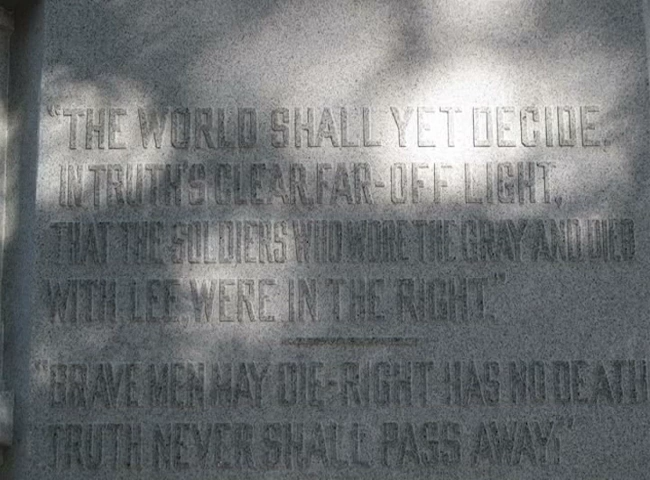 "THE WORLD SHALL YET DECIDE,
IN TRUTH'S CLEAR, FAR-OFF LIGHT,
THAT THE SOLDIERS WHO WORE THE GRAY AND DIED
WITH LEE, WERE IN THE RIGHT."
"BRAVE MEN MAY DIE-RIGHT HAS NO DEATH
TRUTH NEVER SHALL PASS AWAY."